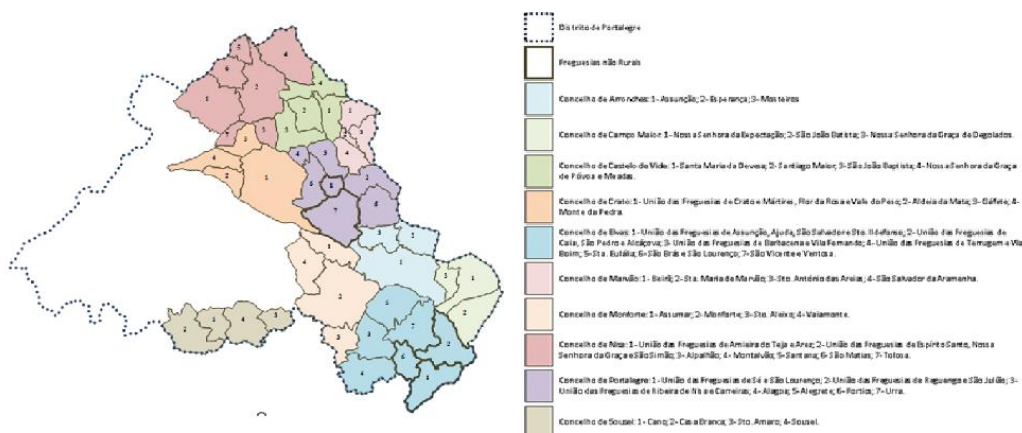 Distrito de Portalegre
Freguesias não Rurais
Concelho de Arronches: 1- Assunção; 2- Esperança; 3- Mosteiros
Concelho de Campo Maior: 1- Nossa Senhora da Expectação; 2- São João Batista; 3- Nossa Senhora da Graça de Degolados.
Concelho de Castelo de Vide: 1- Santa Maria da Devesa; 2- Santiago Maior; 3- São João Baptista; 4- Nossa Senhora da Graça
de Póvoa e Meadas.
Concelho de Crato: 1- União das Freguesias de Crato e Mártires, Flor da Rosa e Vale do Peso; 2- Aldeia da Mata; 3- Gáfete; 4-
Monte da Pedra.
Concelho de Elvas: 1- União das Freguesias de Assunção, Ajuda, São Salvador e Sto. Ildefonso; 2- União das Freguesias de
Caia, São Pedro e Alcáçova; 3- União das Freguesias de Barbacena e Vila Fernando; 4- União das Freguesias de Terrugem e Vila
Boim; 5- Sta. Eulália; 6- São Brás e São Lourenço; 7- São Vicente e Ventosa.
Concelho de Marvão: 1- Beirã; 2- Sta. Maria de Marvão; 3- Sto. António das Areias; 4- São Salvador da Aramenha.
Concelho de Monforte: 1- Assumar; 2- Monforte; 3- Sto. Aleixo; 4- Vaiamonte.
Concelho de Nisa: 1- União das Freguesias de Amieira do Tejo e Arez; 2- União das Freguesias de Espírito Santo, Nossa
Senhora da Graça e São Simão; 3- Alpalhão; 4- Montalvão; 5- Santana; 6- São Matias; 7- Tolosa.
Concelho de Portalegre: 1- União das Freguesias de Sé e São Lourenço; 2- União das Freguesias de Reguengo e São Julião; 3-
União das Freguesias de Ribeira de Nisa e Carreiras; 4- Alagoa; 5- Alegrete; 6- Fortios; 7- Urra.
Concelho de Sousel: 1- Cano; 2- Casa Branca; 3- Sto. Amaro; 4- Sousel.